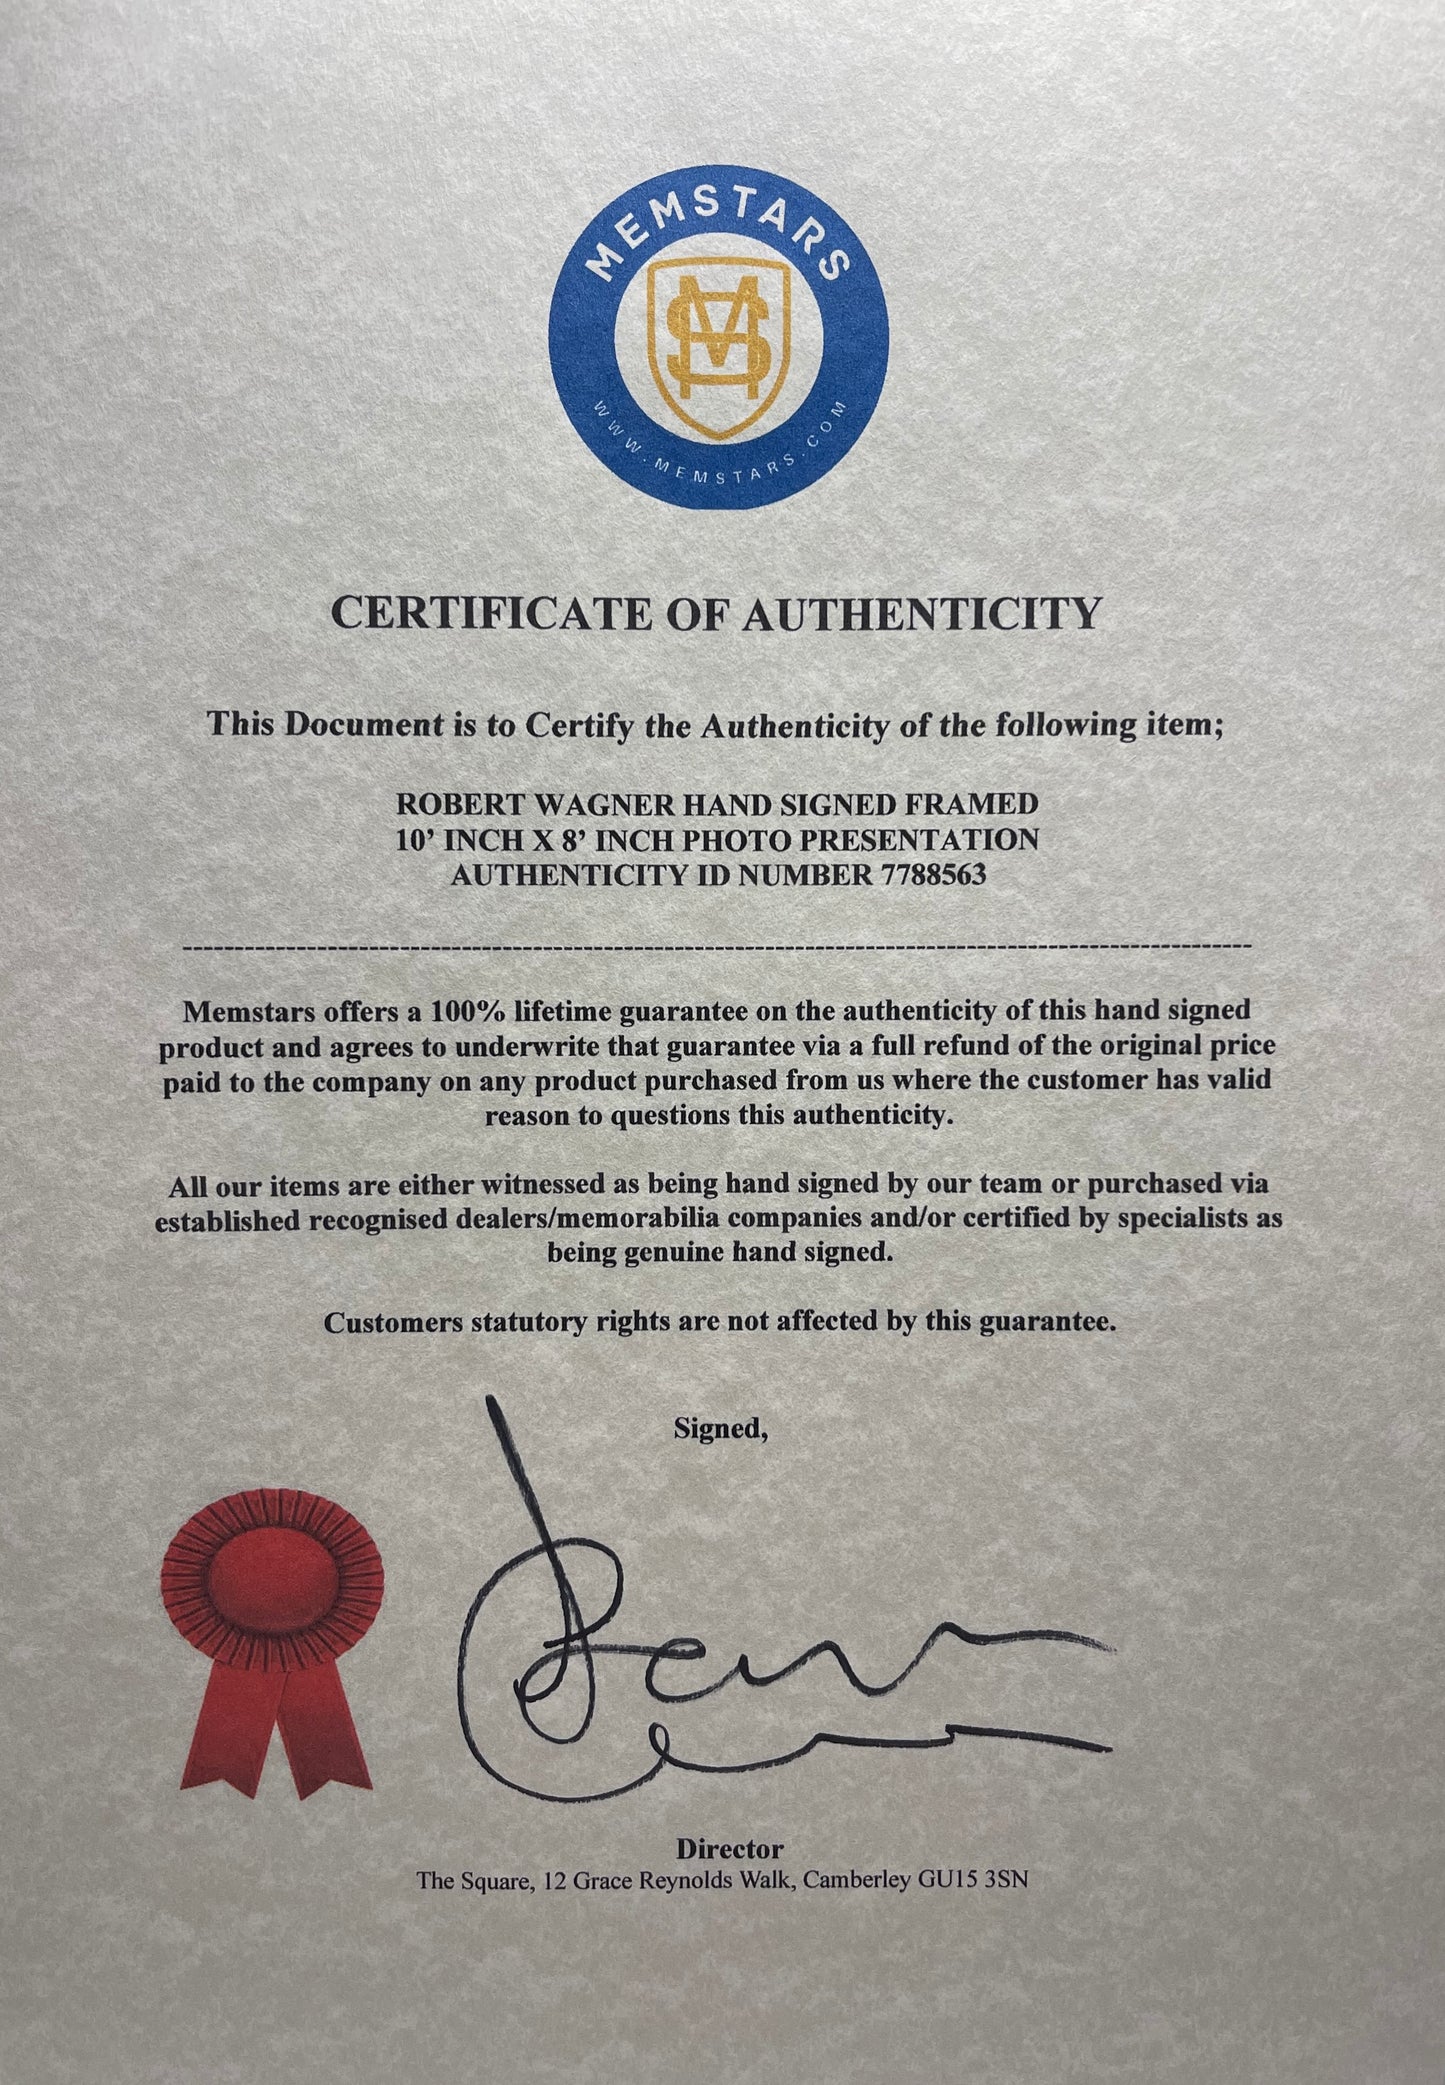 MEMSTARS
WWW.MEMSTARS.COM
CERTIFICATE OF AUTHENTICITY
This Document is to Certify the Authenticity of the following item;
ROBERT WAGNER HAND SIGNED FRAMED
10’ INCH X 8’ INCH PHOTO PRESENTATION
AUTHENTICITY ID NUMBER 7788563
Memstars offers a 100% lifetime guarantee on the authenticity of this hand signed
product and agrees to underwrite that guarantee via a full refund of the original price
paid to the company on any product purchased from us where the customer has valid
reason to questions this authenticity.
All our items are either witnessed as being hand signed by our team or purchased via
established recognised dealers/memorabilia companies and/or certified by specialists as
being genuine hand signed.
Customers statutory rights are not affected by this guarantee.
Signed,
Director
The Square, 12 Grace Reynolds Walk, Camberley GU15 3SN